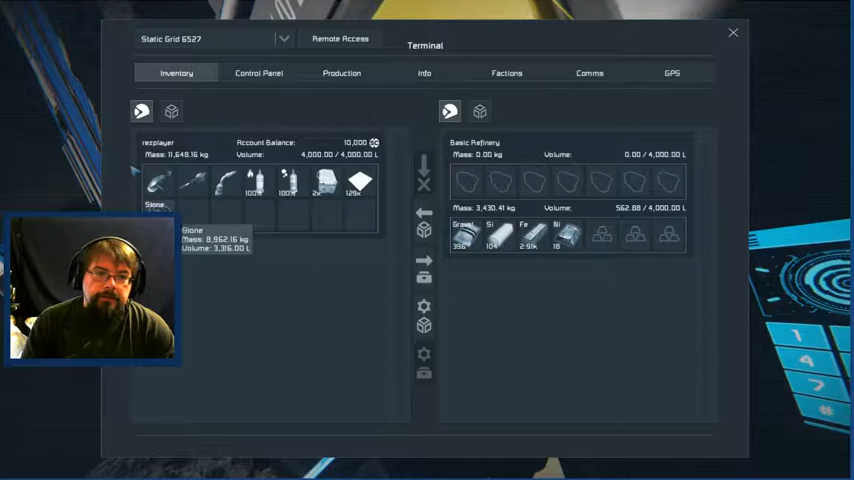 Static Grid 6527
Remote Access
Terminal
Inventory
Control Panel
Production
Info
Factions
Comms
GPS
rezplayer
Account Balance: 10,000
Mass: 11,648.16 kg
Volume: 4,000.00 / 4,000.00 L
100%
100%
2x
129x
Stone
Stone
Mass: 8,962.16 kg
Volume: 3,316.00 L
Basic Refinery
Mass: 0.00 kg
Volume: 0.00 / 4,000.00 L
Mass: 3,430.41 kg
Volume: 562.88 / 4,000.00 L
Gravel
Si
Fe
Ni
396
104
2.91k
18
1
4
7
*